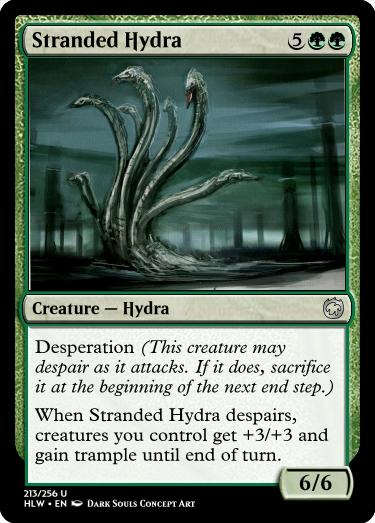 Stranded Hydra 5
Creature — Hydra
Desperation (This creature may
despair as it attacks. If it does, sacrifice
it at the beginning of the next end step.)
When Stranded Hydra despairs,
creatures you control get +3/+3 and
gain trample until end of turn.
6/6
213/256 U
HLW • EN Dark Souls Concept Art